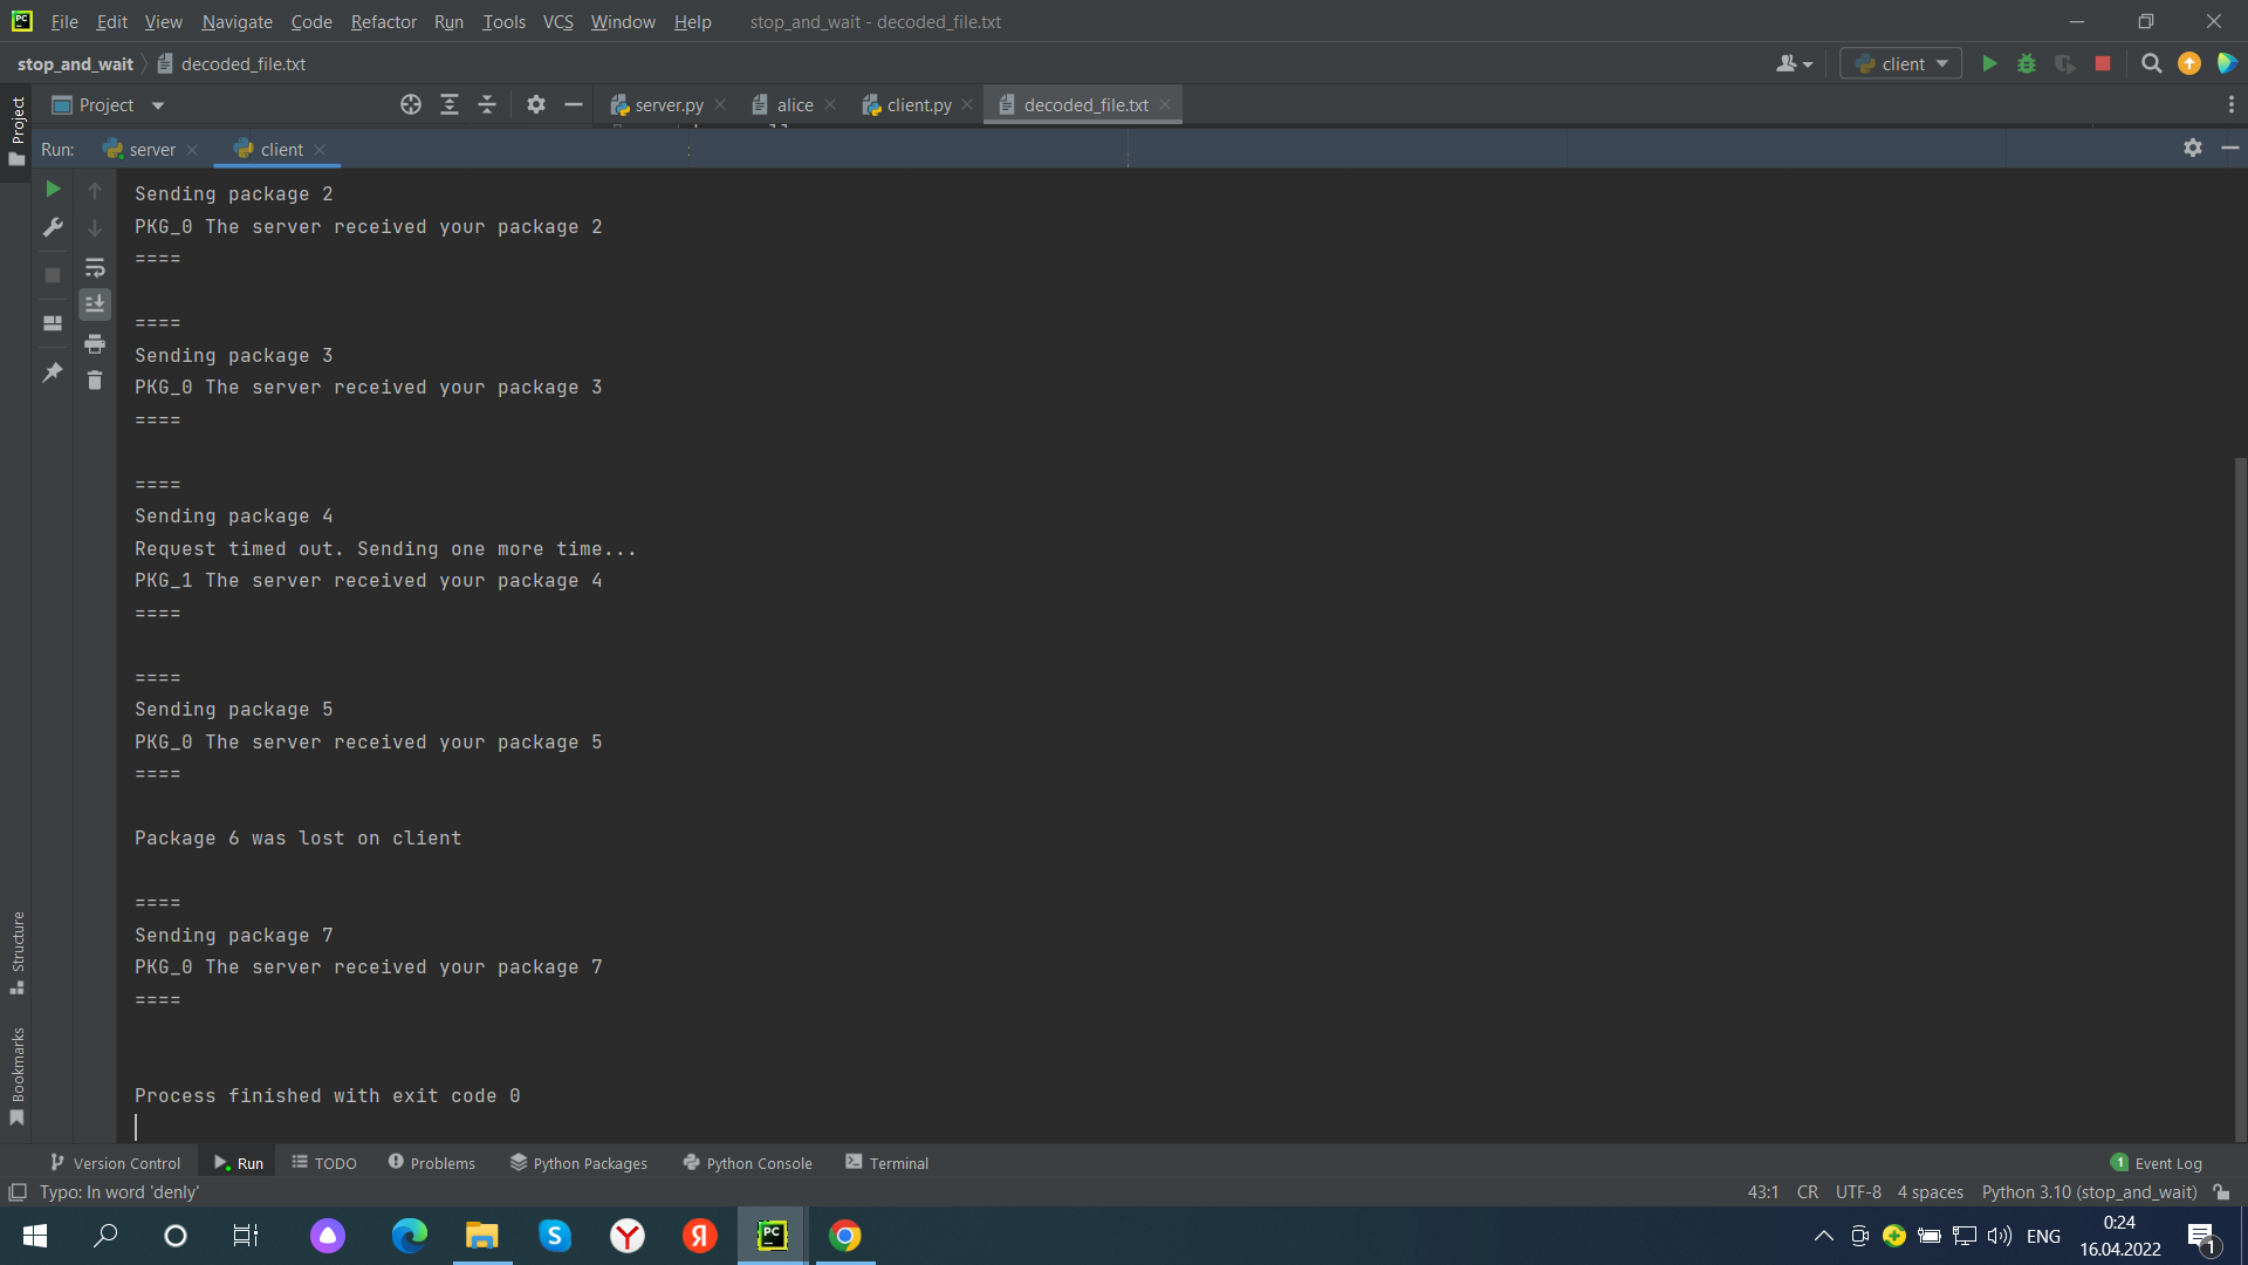 File Edit View Navigate Code Refactor Run Tools VCS Window Help stop_and_wait - decoded_file.txt
stop_and_wait decoded_file.txt client
Project server.py alice client.py decoded_file.txt
Project
Run: server client
Sending package 2
PKG_0 The server received your package 2
====
====
Sending package 3
PKG_0 The server received your package 3
====
====
Sending package 4
Request timed out. Sending one more time...
PKG_1 The server received your package 4
====
====
Sending package 5
PKG_0 The server received your package 5
====
Package 6 was lost on client
====
Sending package 7
PKG_0 The server received your package 7
====
Process finished with exit code 0
Structure
Bookmarks
Version Control Run TODO Problems Python Packages Python Console Terminal 1 Event Log
Typo: In word 'denly' 43:1 CR UTF-8 4 spaces Python 3.10 (stop_and_wait)
S Y Я PC ENG 0:24
16.04.2022 1